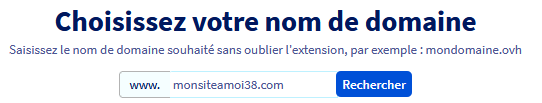 Choisissez votre nom de domaine
Saisissez le nom de domaine souhaité sans oublier l'extension, par exemple : mondomaine.ovh
www. monsiteamoi38.com Rechercher